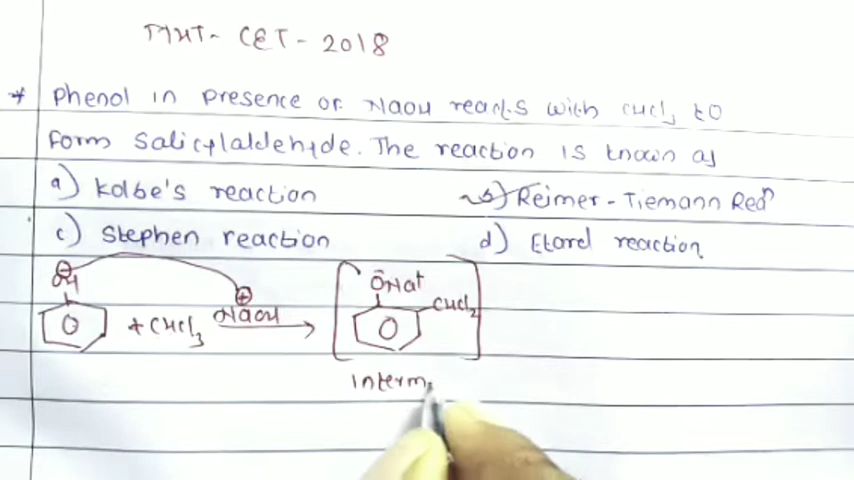 MHT- CET - 2018
* Phenol in presence of NaOH reacts with CHCl3 to
form Salicylaldehyde. The reaction is known as
a) Kolbe's reaction
b) Reimer-Tiemann Rean
c) Stephen reaction
d) Etard reaction
OH
+ CHCl3
NaOH
ONa+
CHCl2
Interm